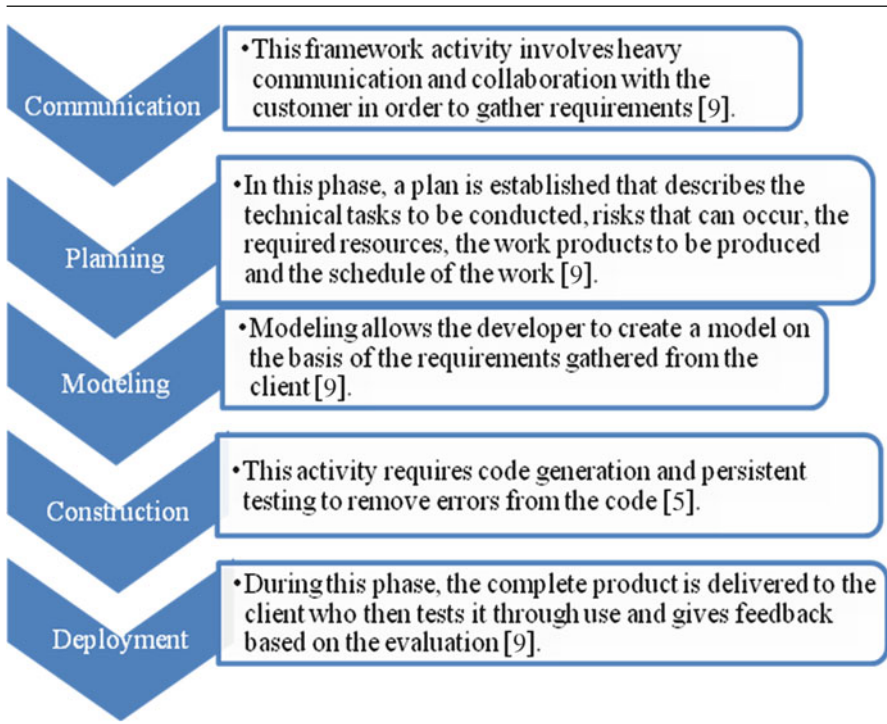 Communication
•This framework activity involves heavy
communication and collaboration with the
customer in order to gather requirements [9].
Planning
•In this phase, a plan is established that describes the
technical tasks to be conducted, risks that can occur, the
required resources, the work products to be produced
and the schedule of the work [9].
Modeling
•Modeling allows the developer to create a model on
the basis of the requirements gathered from the
client [9].
Construction
•This activity requires code generation and persistent
testing to remove errors from the code [5].
Deployment
•During this phase, the complete product is delivered to the
client who then tests it through use and gives feedback
based on the evaluation [9].